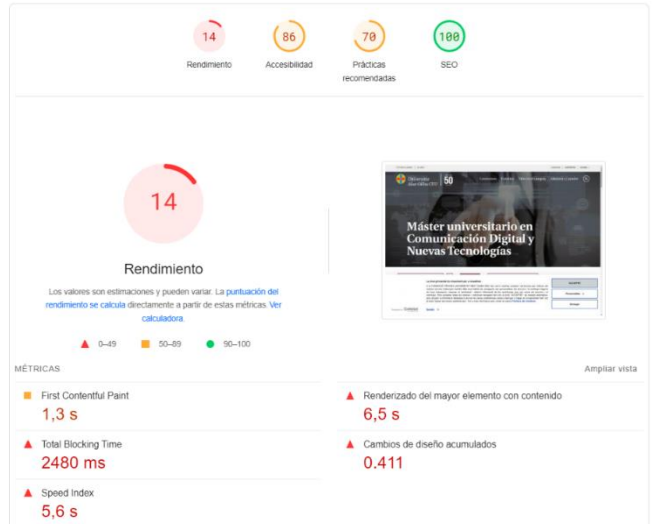 14
86
70
100
Rendimiento
Accesibilidad
Prácticas
recomendadas
SEO
14
Rendimiento
Los valores son estimaciones y pueden variar. La puntuación del
rendimiento se calcula directamente a partir de estas métricas. Ver
calculadora.
0–49
50–89
90–100
50
Máster universitario en
Comunicación Digital y
Nuevas Tecnologías
MÉTRICAS
Ampliar vista
First Contentful Paint
1,3 s
Renderizado del mayor elemento con contenido
6,5 s
Total Blocking Time
2480 ms
Cambios de diseño acumulados
0.411
Speed Index
5,6 s